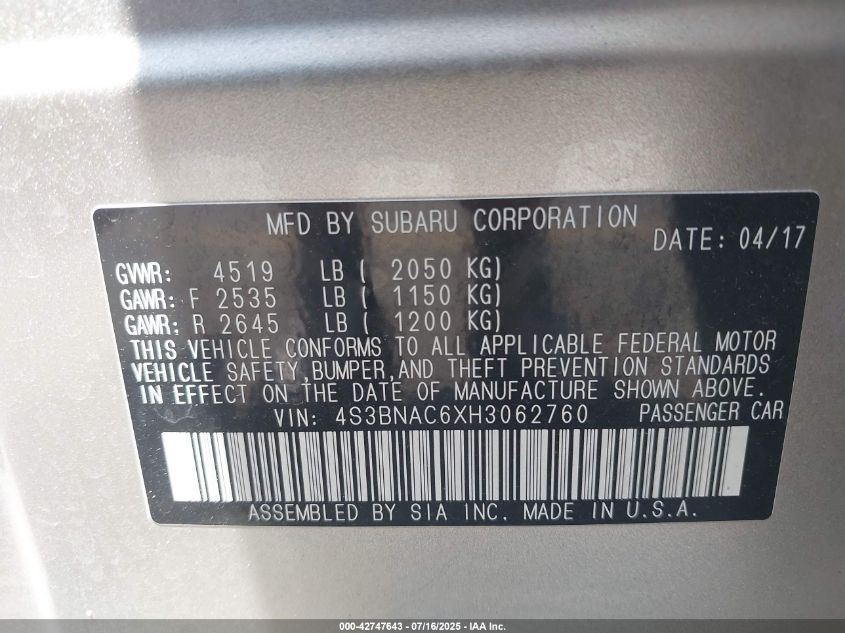 MFD BY SUBARU CORPORATION
DATE: 04/17
GVWR: 4519 LB ( 2050 KG)
GAWR: F 2535 LB ( 1150 KG)
GAWR: R 2645 LB ( 1200 KG)
THIS VEHICLE CONFORMS TO ALL APPLICABLE FEDERAL MOTOR
VEHICLE SAFETY,BUMPER,AND THEFT PREVENTION STANDARDS
IN EFFECT ON THE DATE OF MANUFACTURE SHOWN ABOVE.
VIN: 4S3BNAC6XH3062760 PASSENGER CAR
ASSEMBLED BY SIA INC. MADE IN U.S.A.
000-42747643 - 07/16/2025 - IAA Inc.